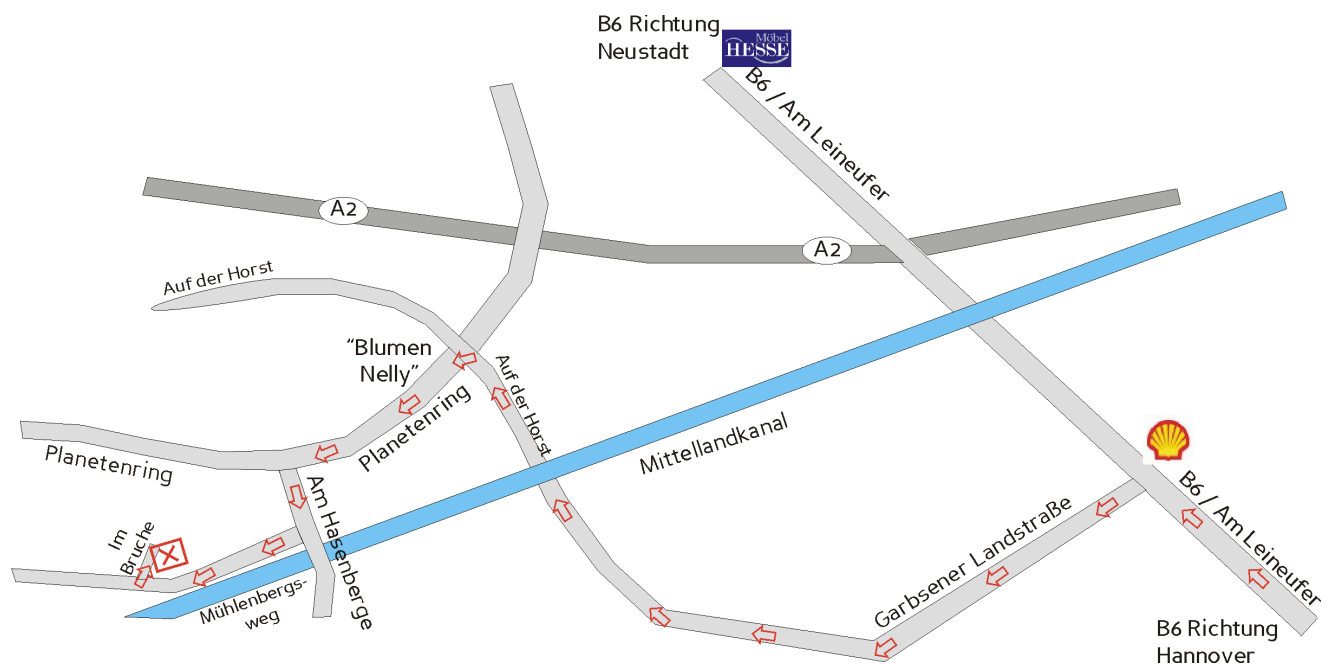 B6 Richtung
Neustadt
Möbel
HESSE
B6 / Am Leineufer
A2
A2
Auf der Horst
"Blumen
Nelly"
Auf der Horst
Planetenring
Planetenring
Mittellandkanal
Am Hasenberge
Im
Bruche
Mühlenbergs-
weg
Garbsener Landstraße
B6 / Am Leineufer
B6 Richtung
Hannover